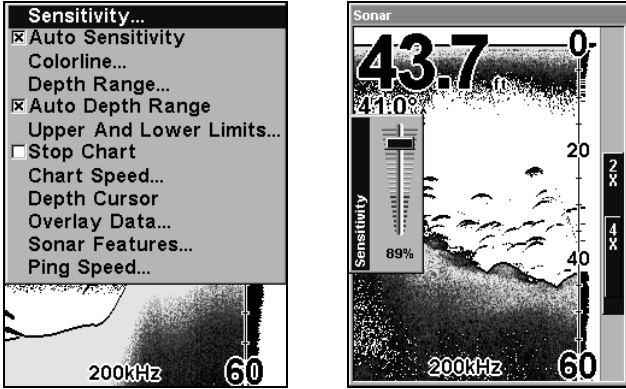 Sensitivity...
Auto Sensitivity
Colorline...
Depth Range...
Auto Depth Range
Upper And Lower Limits...
Stop Chart
Chart Speed...
Depth Cursor
Overlay Data...
Sonar Features...
Ping Speed...
200kHz
60
Sonar
43.7 ft
41.0°
0
20
40
60
Sensitivity
89%
2X
4X
200kHz